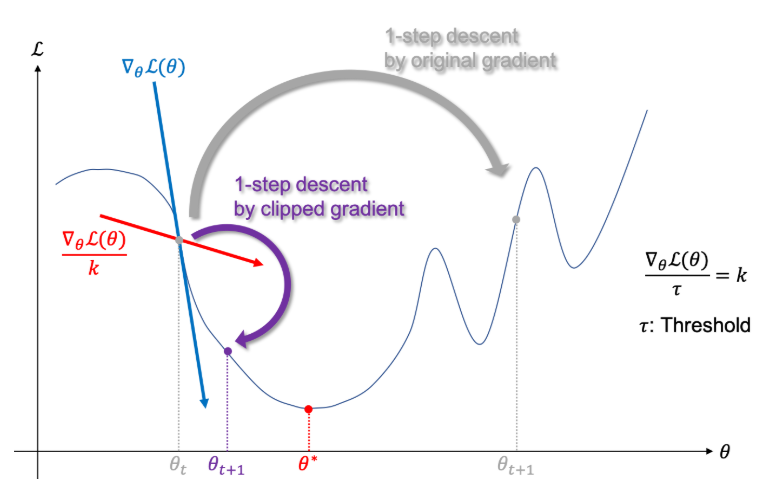 1-step descent
by original gradient
ℒ
∇θℒ(θ)
1-step descent
by clipped gradient
∇θℒ(θ)
k
∇θℒ(θ)
τ
= k
τ: Threshold
θt
θt+1
θ*
θt+1
θ